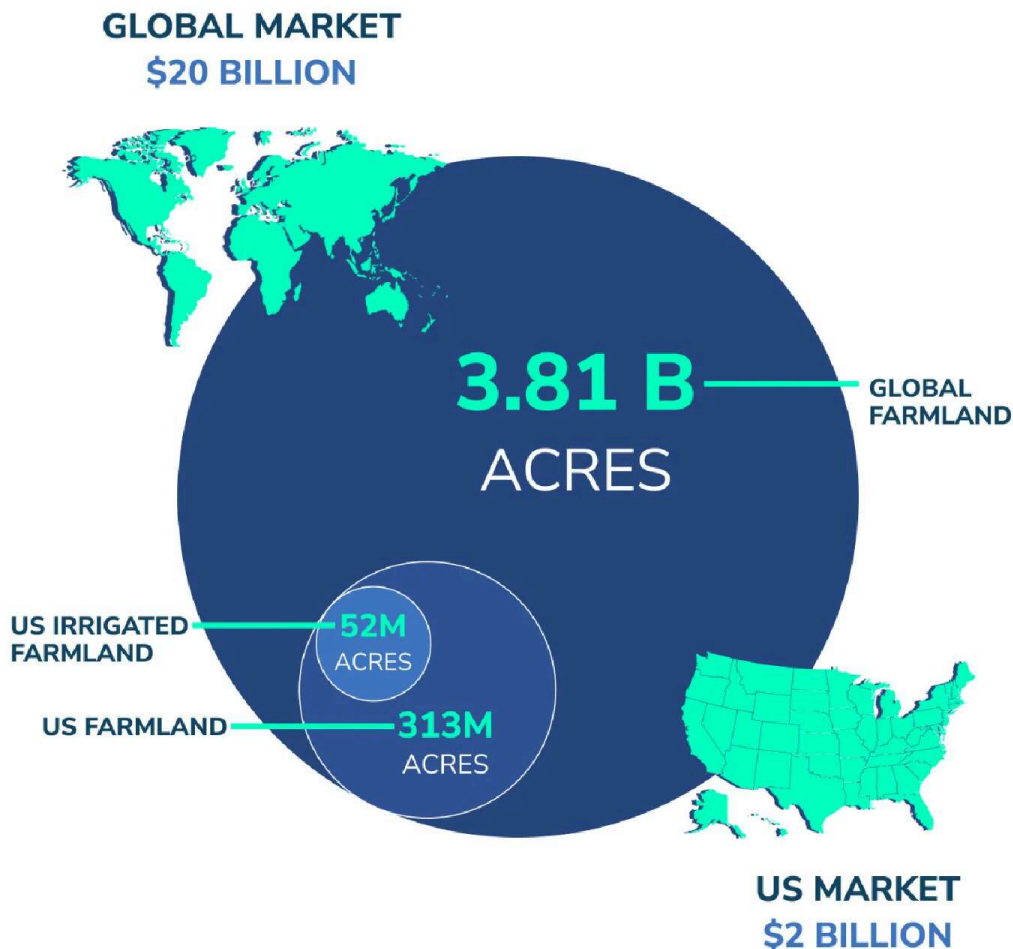 GLOBAL MARKET
$20 BILLION
3.81 B
ACRES
GLOBAL
FARMLAND
US IRRIGATED
FARMLAND
52M
ACRES
US FARMLAND
313M
ACRES
US MARKET
$2 BILLION